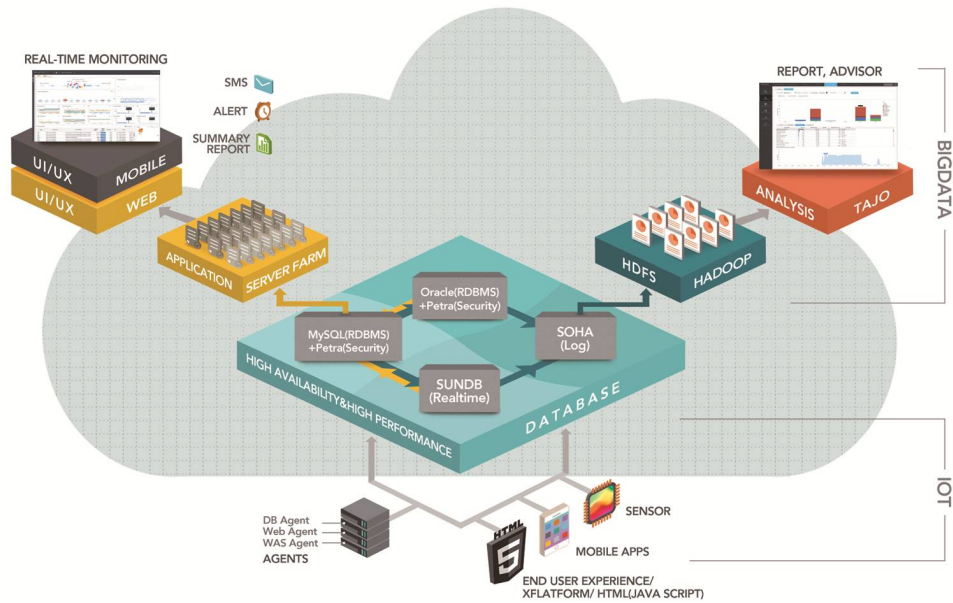 REAL-TIME MONITORING
SMS
ALERT
SUMMARY
REPORT
REPORT, ADVISOR
UI/UX
MOBILE
UI/UX
WEB
ANALYSIS
TAJO
BIGDATA
APPLICATION
SERVER FARM
HDFS
HADOOP
Oracle(RDBMS)
+Petra(Security)
MySQL(RDBMS)
+Petra(Security)
SOHA
(Log)
SUNDB
(Realtime)
HIGH AVAILABILITY&HIGH PERFORMANCE
DATABASE
IOT
DB Agent
Web Agent
WAS Agent
AGENTS
HTML
5
SENSOR
MOBILE APPS
END USER EXPERIENCE/
XFLATFORM/ HTML(JAVA SCRIPT)